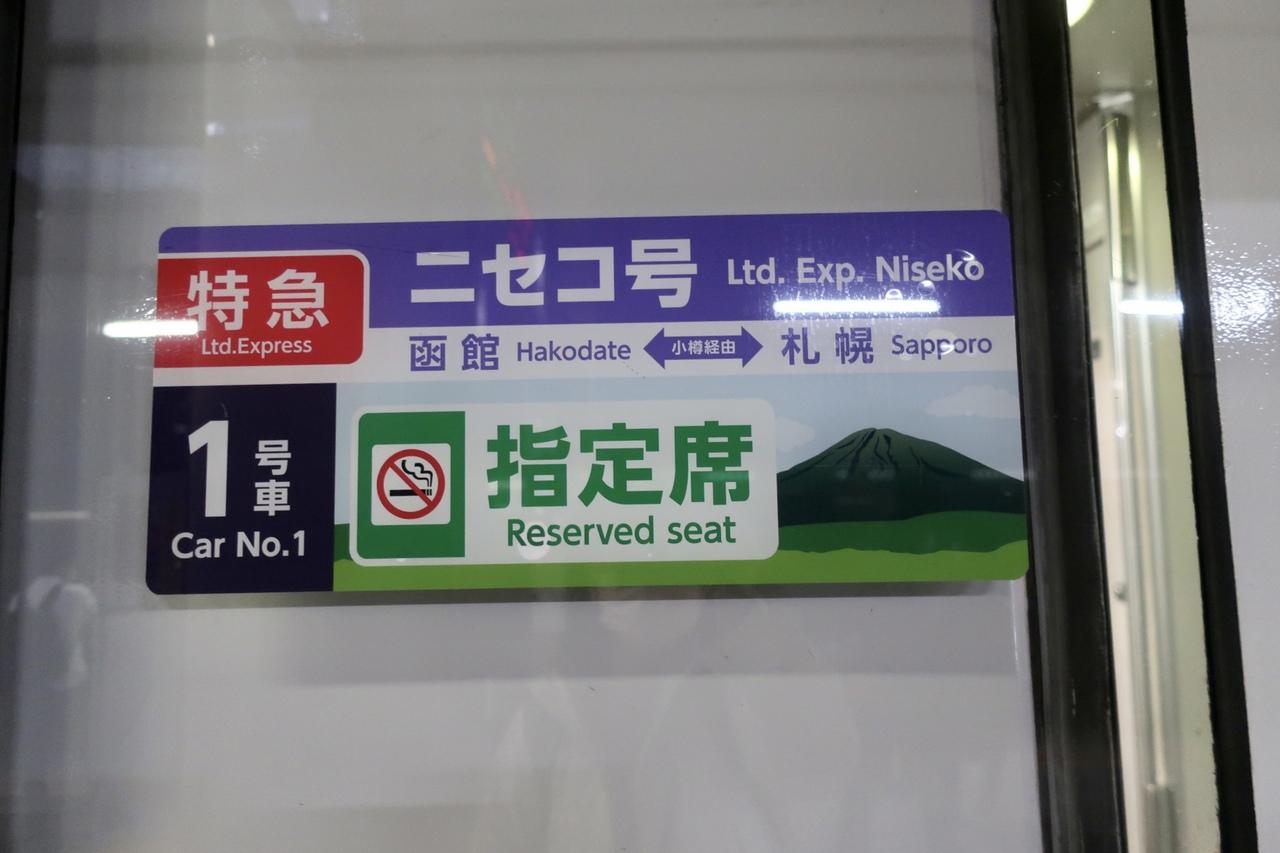 ニセコ号 Ltd. Exp. Niseko
特急
Ltd.Express
函館 Hakodate 小樽経由 札幌 Sapporo
1号車
Car No.1
指定席
Reserved seat